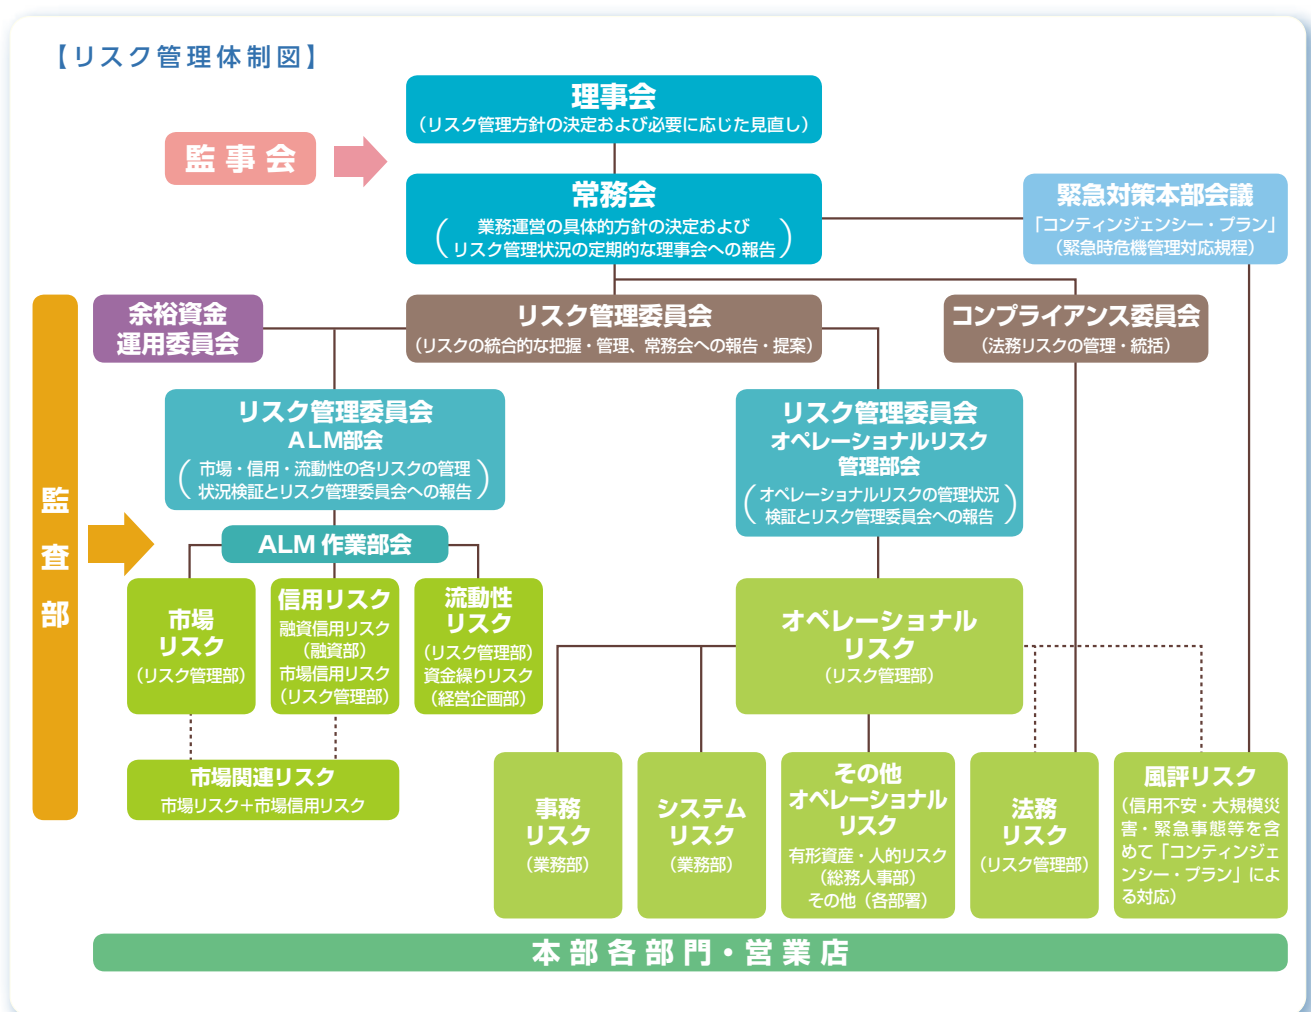 【リスク管理体制図】
理事会
（リスク管理方針の決定および必要に応じた見直し）
監事会
常務会
（業務運営の具体的方針の決定および
リスク管理状況の定期的な理事会への報告）
緊急対策本部会議
「コンティンジェンシー・プラン」
（緊急時危機管理対応規程）
余裕資金
運用委員会
リスク管理委員会
（リスクの統合的な把握・管理、常務会への報告・提案）
コンプライアンス委員会
（法務リスクの管理・統括）
監査部
リスク管理委員会
ALM部会
（市場・信用・流動性の各リスクの管理
状況検証とリスク管理委員会への報告）
リスク管理委員会
オペレーショナルリスク
管理部会
（オペレーショナルリスクの管理状況
検証とリスク管理委員会への報告）
ALM 作業部会
市場
リスク
（リスク管理部）
信用リスク
融資信用リスク
（融資部）
市場信用リスク
（リスク管理部）
流動性
リスク
（リスク管理部）
資金繰りリスク
（経営企画部）
オペレーショナル
リスク
（リスク管理部）
市場関連リスク
市場リスク＋市場信用リスク
事務
リスク
（業務部）
システム
リスク
（業務部）
その他
オペレーショナル
リスク
有形資産・人的リスク
（総務人事部）
その他（各部署）
法務
リスク
（リスク管理部）
風評リスク
（信用不安・大規模災
害・緊急事態等を含
めて「コンティンジェ
ンシー・プラン」によ
る対応）
本部各部門・営業店